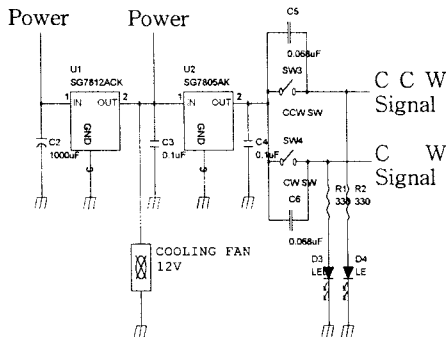 Power
Power
C5
0.068uF
U1
SG7812ACK
U2
SG7805AK
SW3
1 IN OUT 2
1 IN OUT 2
GND
GND
3
3
C C W
Signal
CCW SW
C2
1000uF
C3
0.1uF
C4
0.1uF
SW4
CW SW
C W
Signal
C6
0.068uF
R1
330
R2
330
COOLING FAN
12V
D3
LE
D4
LE